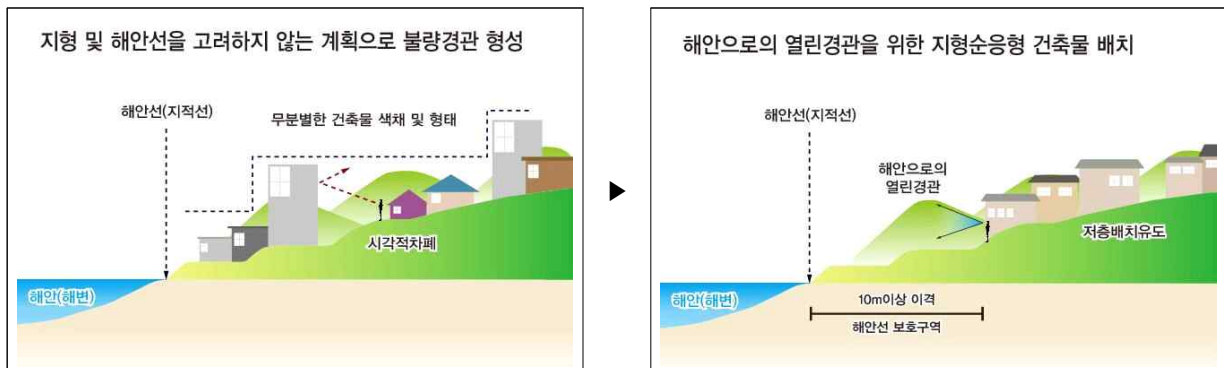 지형 및 해안선을 고려하지 않는 계획으로 불량경관 형성
해안선(지적선)
무분별한 건축물 색채 및 형태
시각적차폐
해안(해변)
해안으로의 열린경관을 위한 지형순응형 건축물 배치
해안선(지적선)
해안으로의
열린경관
저층배치유도
해안(해변)
10m이상 이격
해안선 보호구역